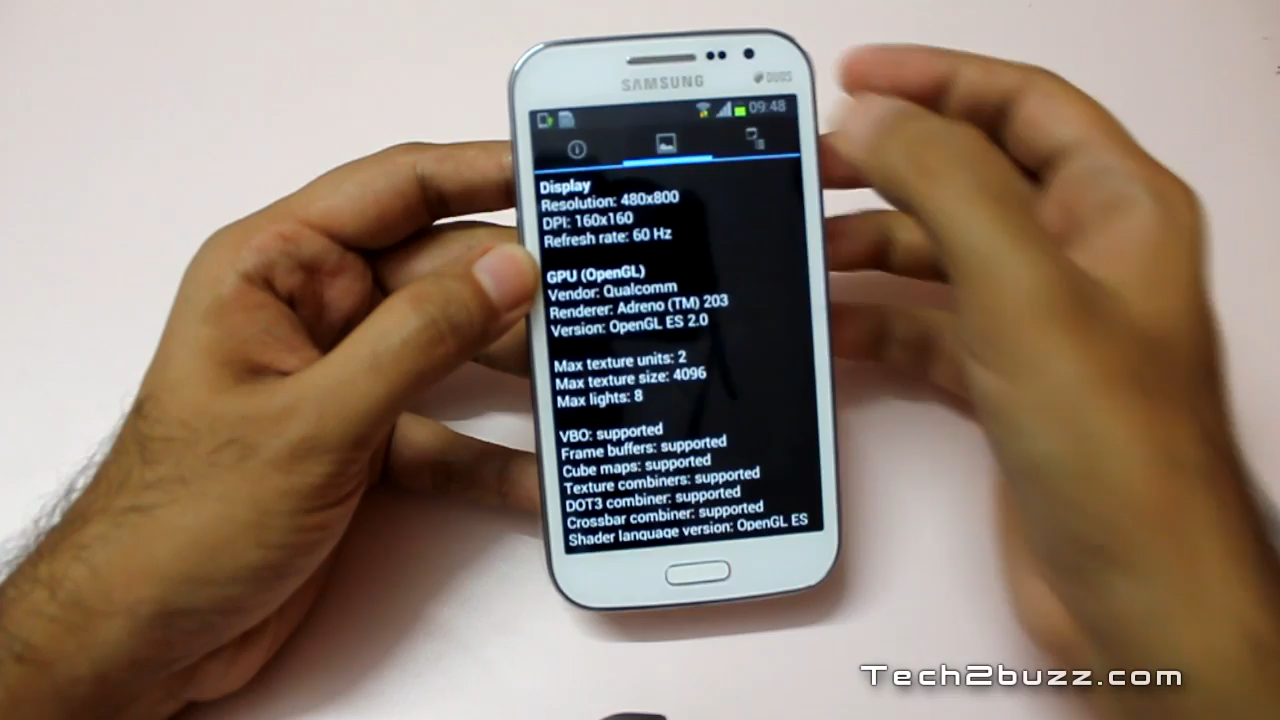 SAMSUNG
DUOS
09:48
Display
Resolution: 480x800
DPI: 160x160
Refresh rate: 60 Hz
GPU (OpenGL)
Vendor: Qualcomm
Renderer: Adreno (TM) 203
Version: OpenGL ES 2.0
Max texture units: 2
Max texture size: 4096
Max lights: 8
VBO: supported
Frame buffers: supported
Cube maps: supported
Texture combiners: supported
DOT3 combiner: supported
Crossbar combiner: supported
Shader language version: OpenGL ES
Tech2buzz.com